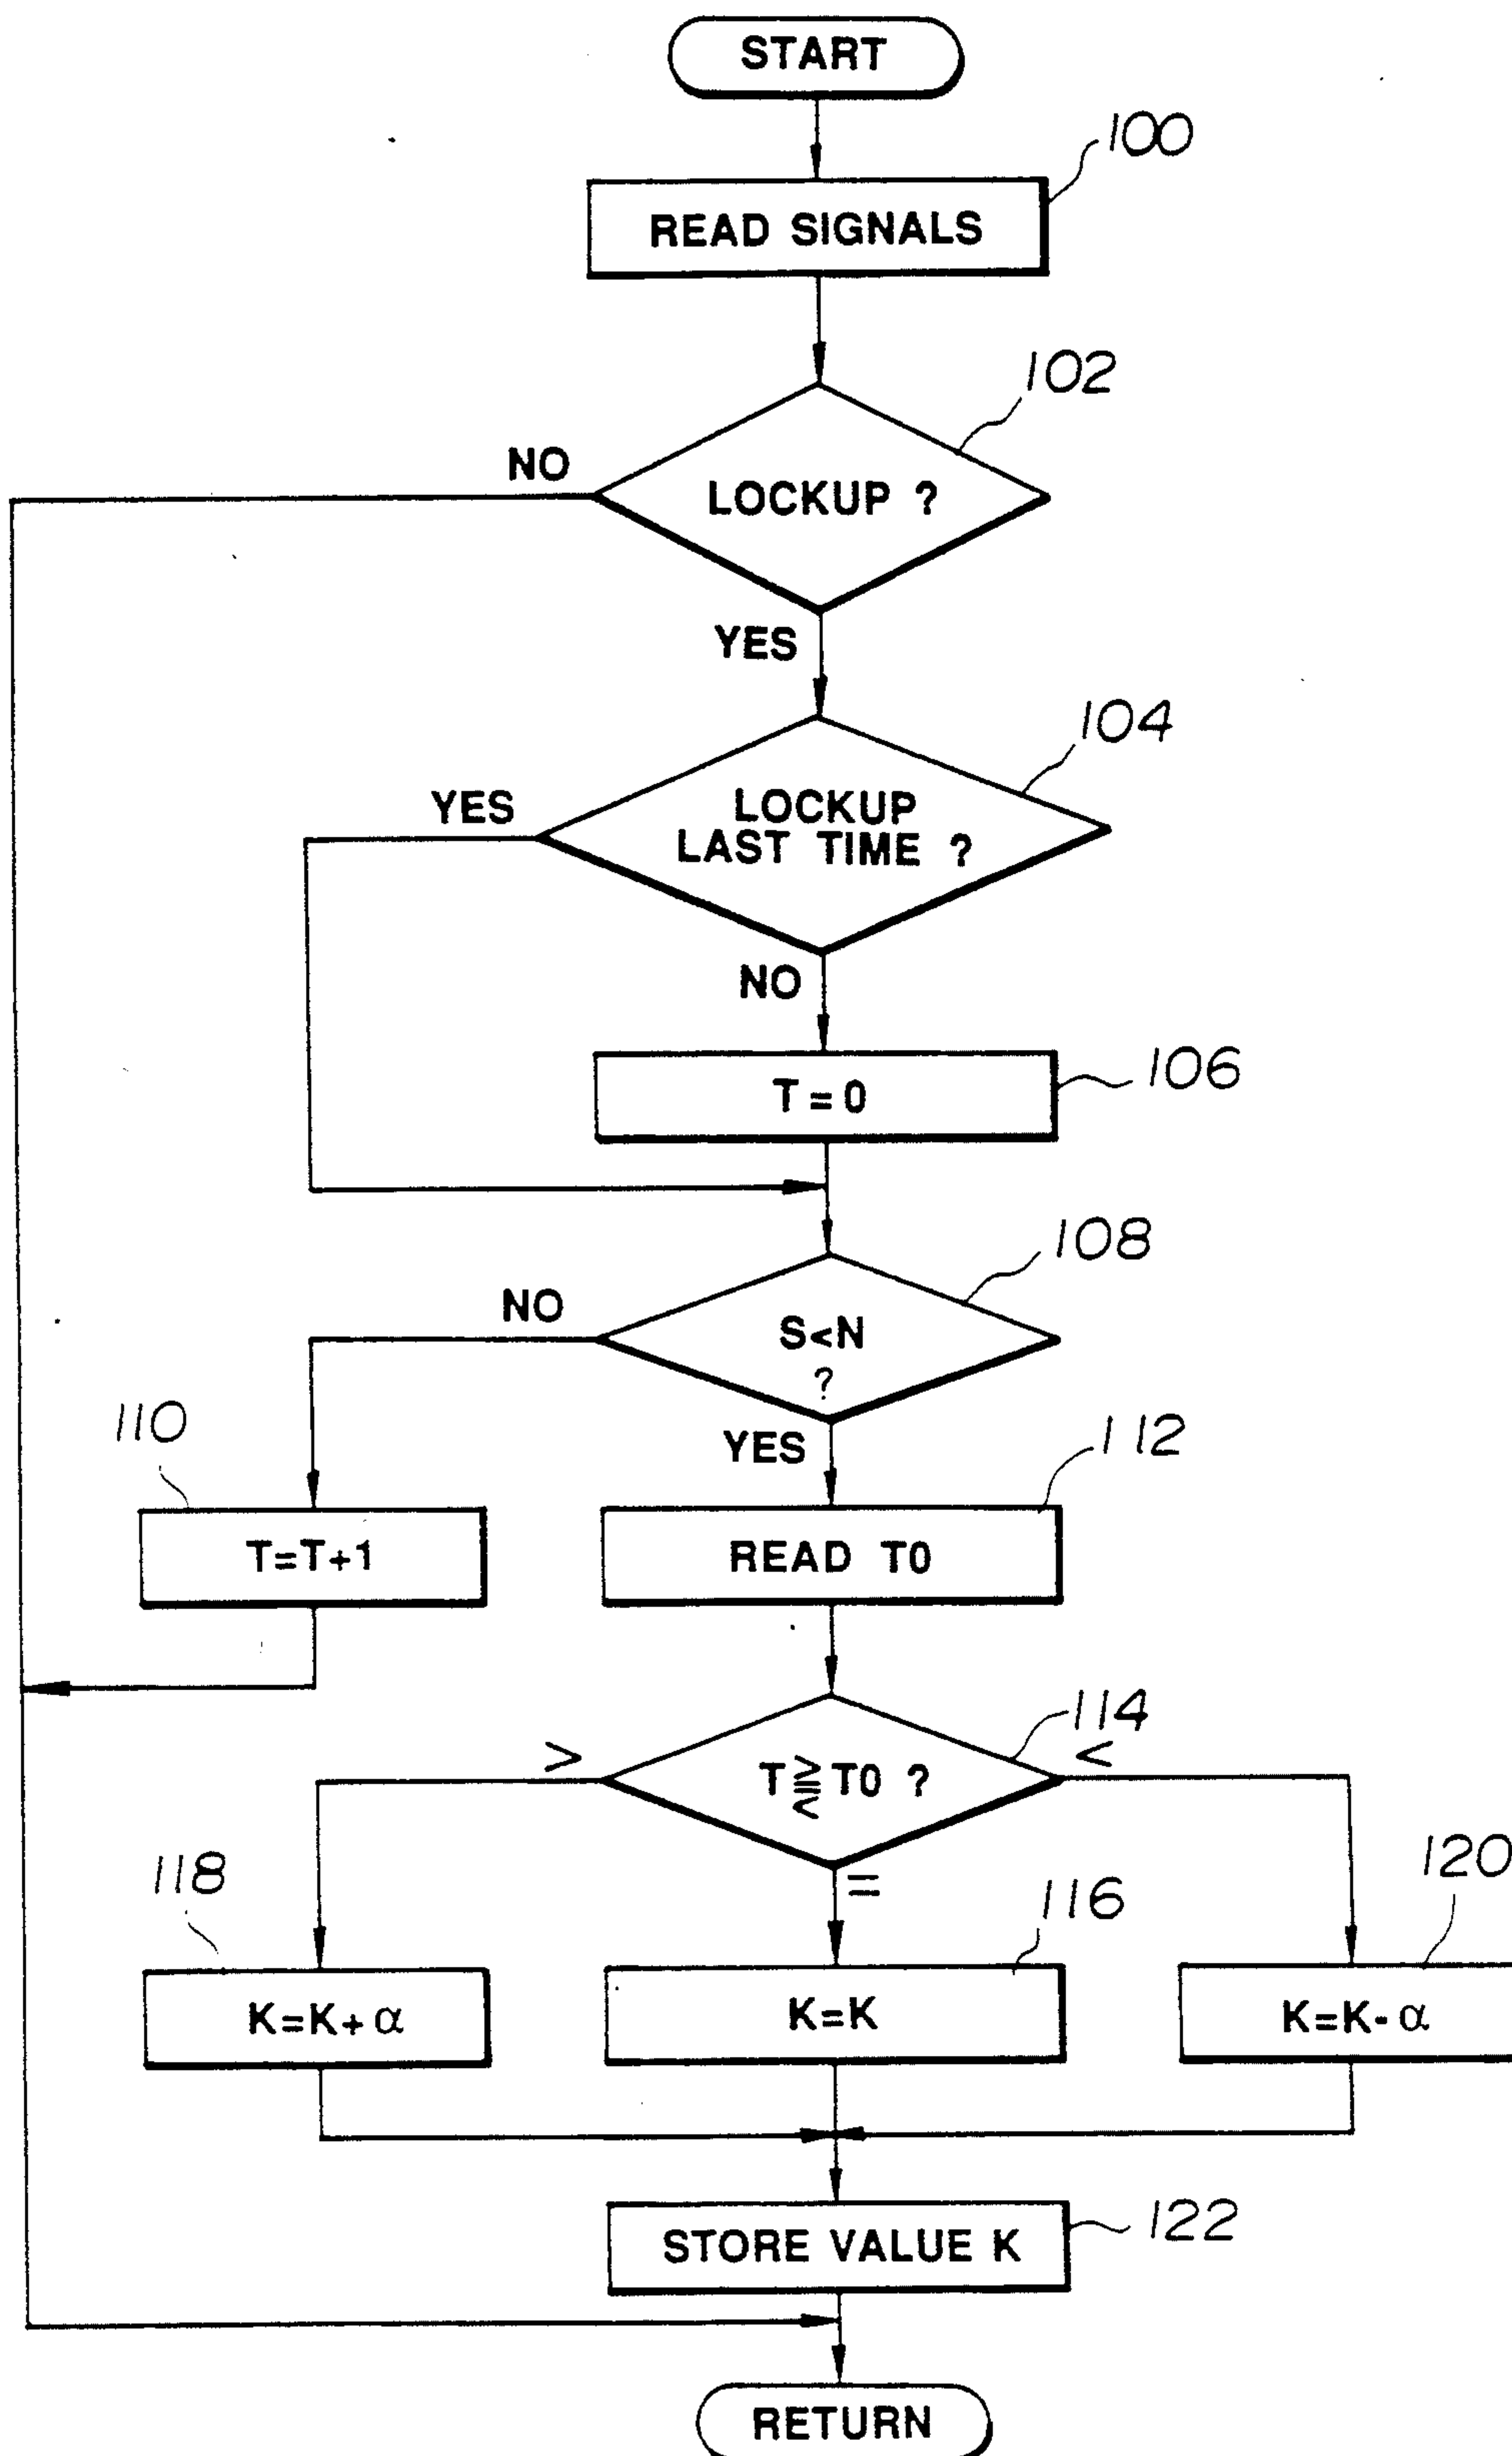 START
100
READ SIGNALS
102
NO
LOCKUP ?
YES
104
YES
LOCKUP
LAST TIME ?
NO
T = 0
106
108
NO
S<N
?
110
YES
112
T=T+1
READ T0
114
>
<
T≧T0 ?
<
118
=
116
120
K=K+α
K=K
K=K-α
STORE VALUE K
122
RETURN